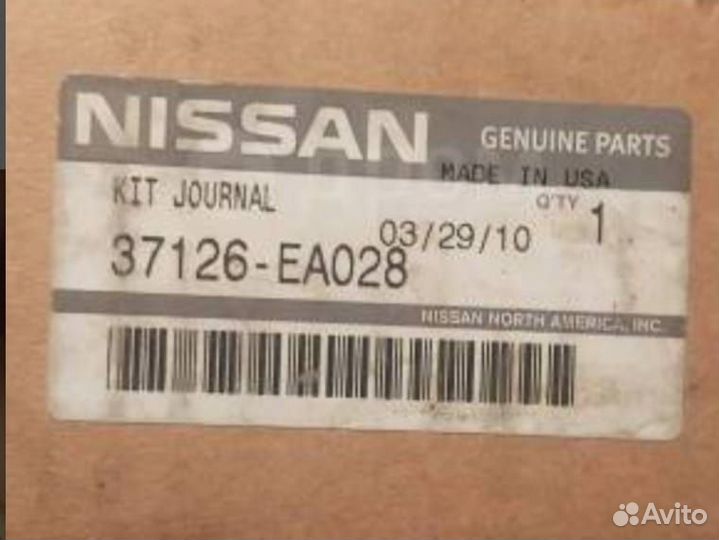 NISSAN GENUINE PARTS
MADE IN USA
KIT JOURNAL Q'TY 1
03/29/10
37126-EA028
NISSAN NORTH AMERICA, INC.
Avito